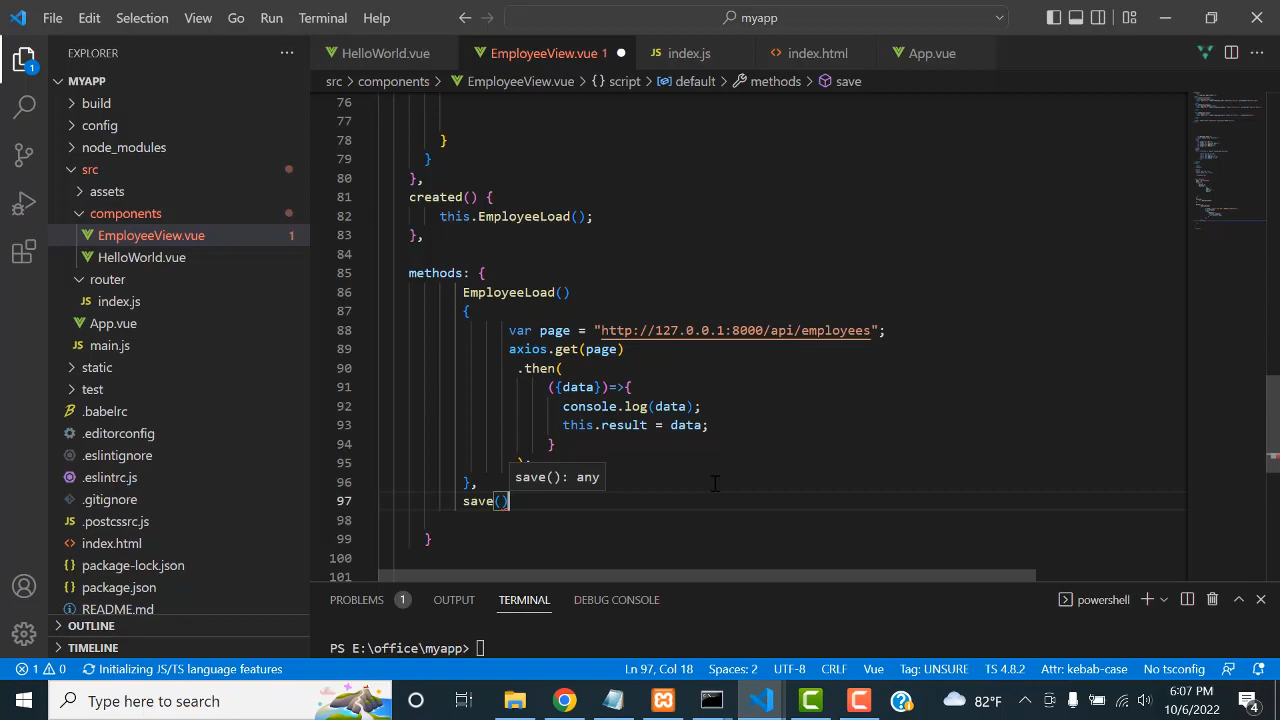 File Edit Selection View Go Run Terminal Help
myapp
EXPLORER
HelloWorld.vue
EmployeeView.vue 1
index.js
index.html
App.vue
MYAPP
src > components > EmployeeView.vue > {} script > default > methods > save
build
config
node_modules
src
assets
components
EmployeeView.vue 1
HelloWorld.vue
router
index.js
App.vue
main.js
static
test
.babelrc
.editorconfig
.eslintignore
.eslintrc.js
.gitignore
.postcssrc.js
index.html
package-lock.json
package.json
README.md
OUTLINE
TIMELINE
1
76
77
78 }
79 }
80 },
81 created() {
82 this.EmployeeLoad();
83 },
84
85 methods: {
86 EmployeeLoad()
87 {
88 var page = "http://127.0.0.1:8000/api/employees";
89 axios.get(page)
90 .then(
91 ({data})=>{
92 console.log(data);
93 this.result = data;
94 }
95 );
save(): any
96 },
97 save()
98
99 }
100
101
PROBLEMS 1 OUTPUT TERMINAL DEBUG CONSOLE
powershell
PS E:\office\myapp>
1 0 Initializing JS/TS language features
Ln 97, Col 18 Spaces: 2 UTF-8 CRLF Vue Tag: UNSURE TS 4.8.2 Attr: kebab-case No tsconfig
Type here to search
82°F
6:07 PM
10/6/2022
4